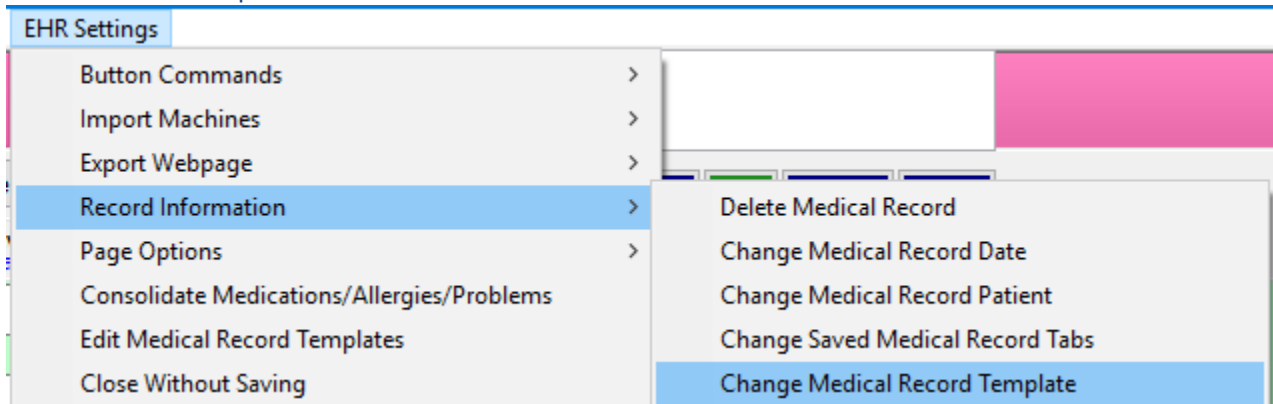 EHR Settings
Button Commands
Import Machines
Export Webpage
Record Information
Page Options
Consolidate Medications/Allergies/Problems
Edit Medical Record Templates
Close Without Saving
Delete Medical Record
Change Medical Record Date
Change Medical Record Patient
Change Saved Medical Record Tabs
Change Medical Record Template